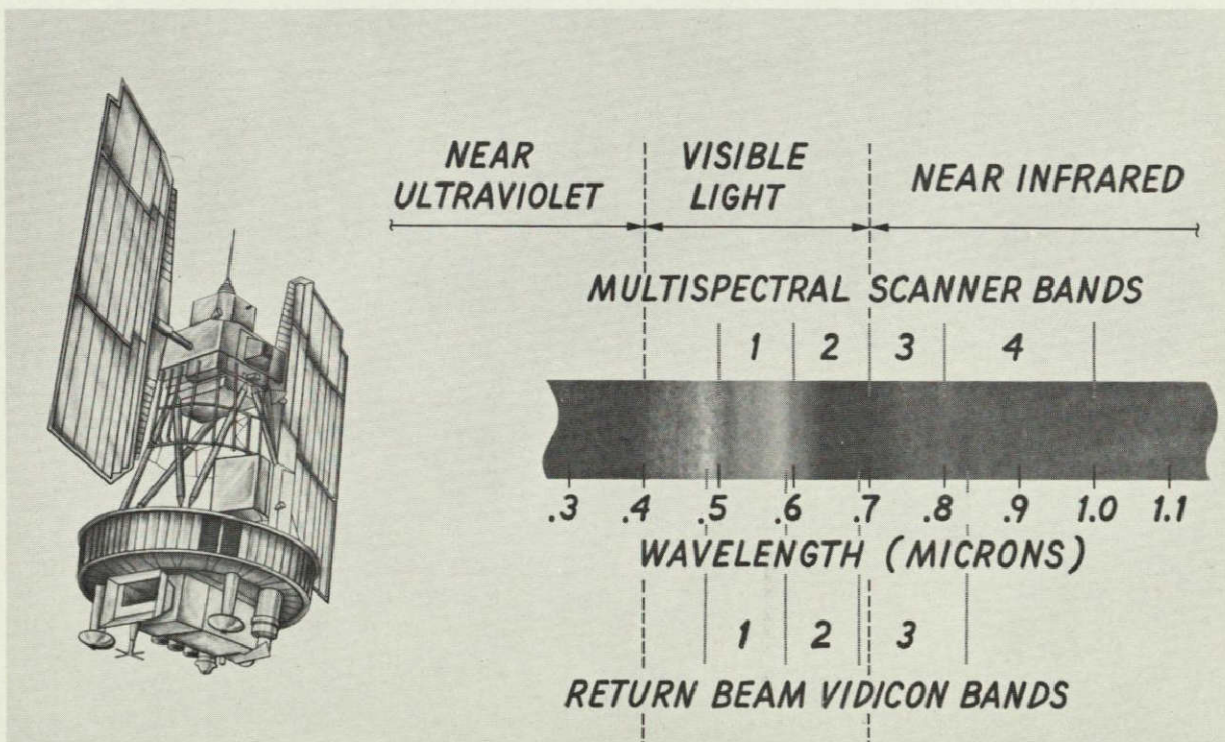 NEAR
ULTRAVIOLET
VISIBLE
LIGHT
NEAR INFRARED
MULTISPECTRAL SCANNER BANDS
1 2 3 4
.3 .4 .5 .6 .7 .8 .9 1.0 1.1
WAVELENGTH (MICRONS)
1 2 3
RETURN BEAM VIDICON BANDS